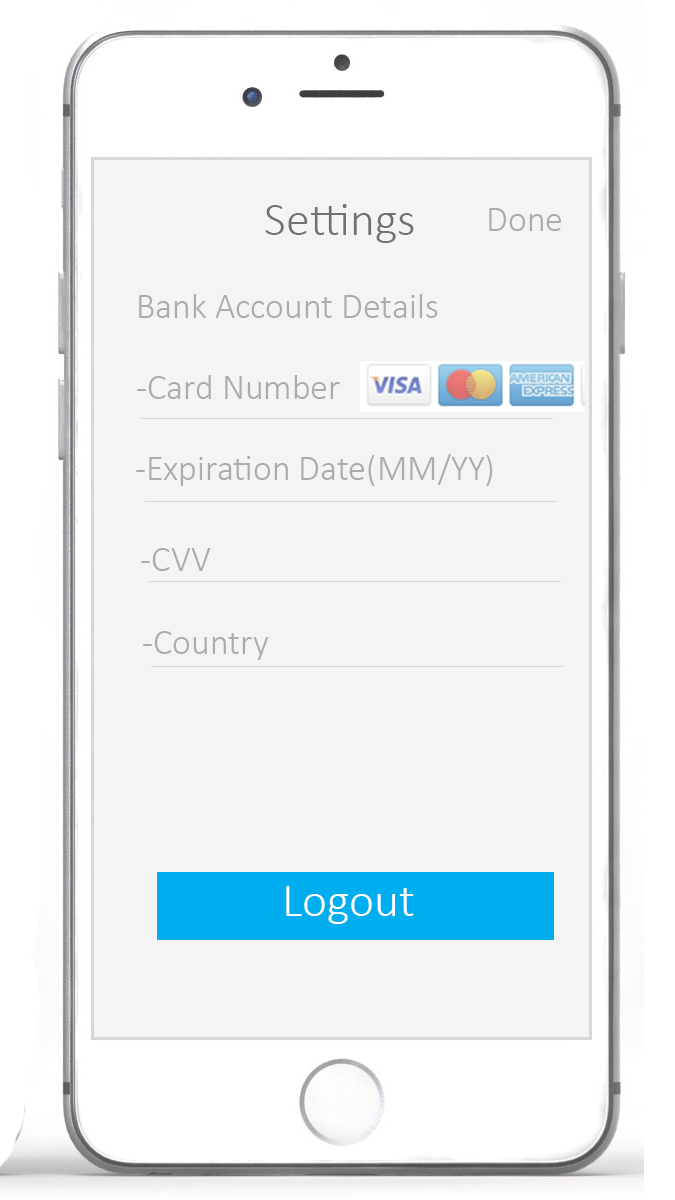 Settings Done
Bank Account Details
-Card Number VISA AMERICAN EXPRESS
-Expiration Date(MM/YY)
-CVV
-Country
Logout